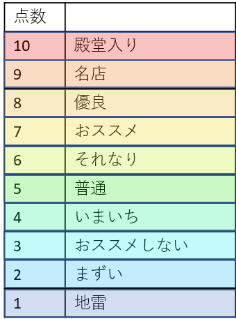 点数
10 殿堂入り
9 名店
8 優良
7 おススメ
6 それなり
5 普通
4 いまいち
3 おススメしない
2 まずい
1 地雷